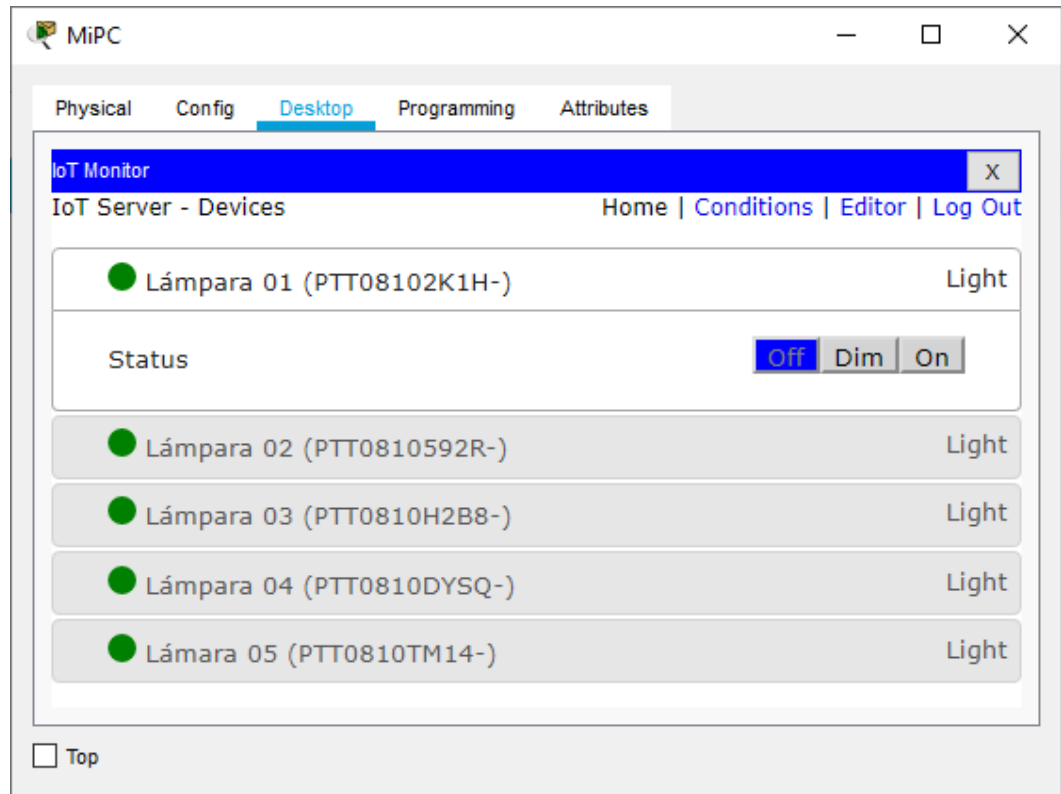 MiPC
Physical Config Desktop Programming Attributes
IoT Monitor X
IoT Server - Devices Home | Conditions | Editor | Log Out
Lámpara 01 (PTT08102K1H-) Light
Status Off Dim On
Lámpara 02 (PTT0810592R-) Light
Lámpara 03 (PTT0810H2B8-) Light
Lámpara 04 (PTT0810DYSQ-) Light
Lámara 05 (PTT0810TM14-) Light
Top